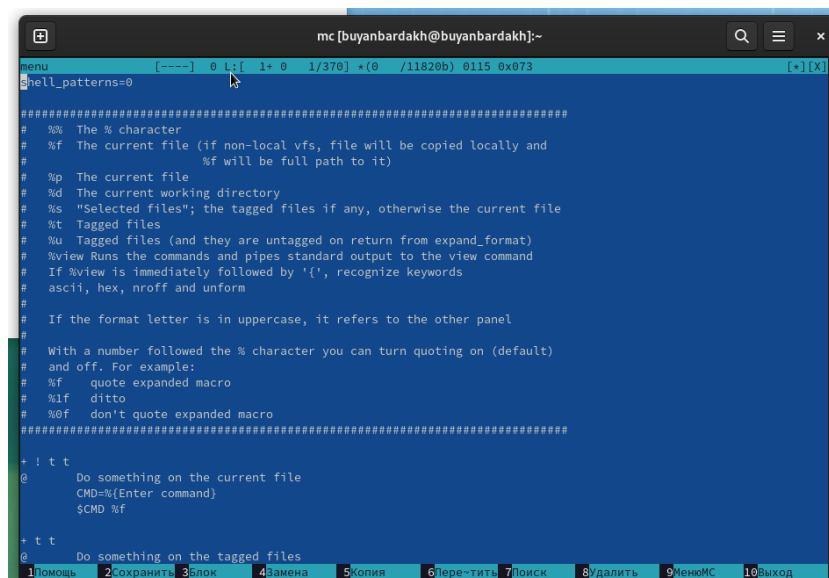 mc [buyanbardakh@buyanbardakh]:~
menu [----] 0 L:[ 1+ 0 1/370] *(0 /11820b) 0115 0x073 [*][X]
shell_patterns=0
###############################################################################
# %% The % character
# %f The current file (if non-local vfs, file will be copied locally and
# %f will be full path to it)
# %p The current file
# %d The current working directory
# %s "Selected files"; the tagged files if any, otherwise the current file
# %t Tagged files
# %u Tagged files (and they are untagged on return from expand_format)
# %view Runs the commands and pipes standard output to the view command
# If %view is immediately followed by '{', recognize keywords
# ascii, hex, nroff and unform
#
# If the format letter is in uppercase, it refers to the other panel
#
# With a number followed the % character you can turn quoting on (default)
# and off. For example:
# %f quote expanded macro
# %1f ditto
# %0f don't quote expanded macro
###############################################################################
+ ! t t
@ Do something on the current file
CMD=%{Enter command}
$CMD %f
+ t t
@ Do something on the tagged files
1Помощь 2Сохранить 3Блок 4Замена 5Копия 6Пере~тить 7Поиск 8Удалить 9МенюMC 10Выход